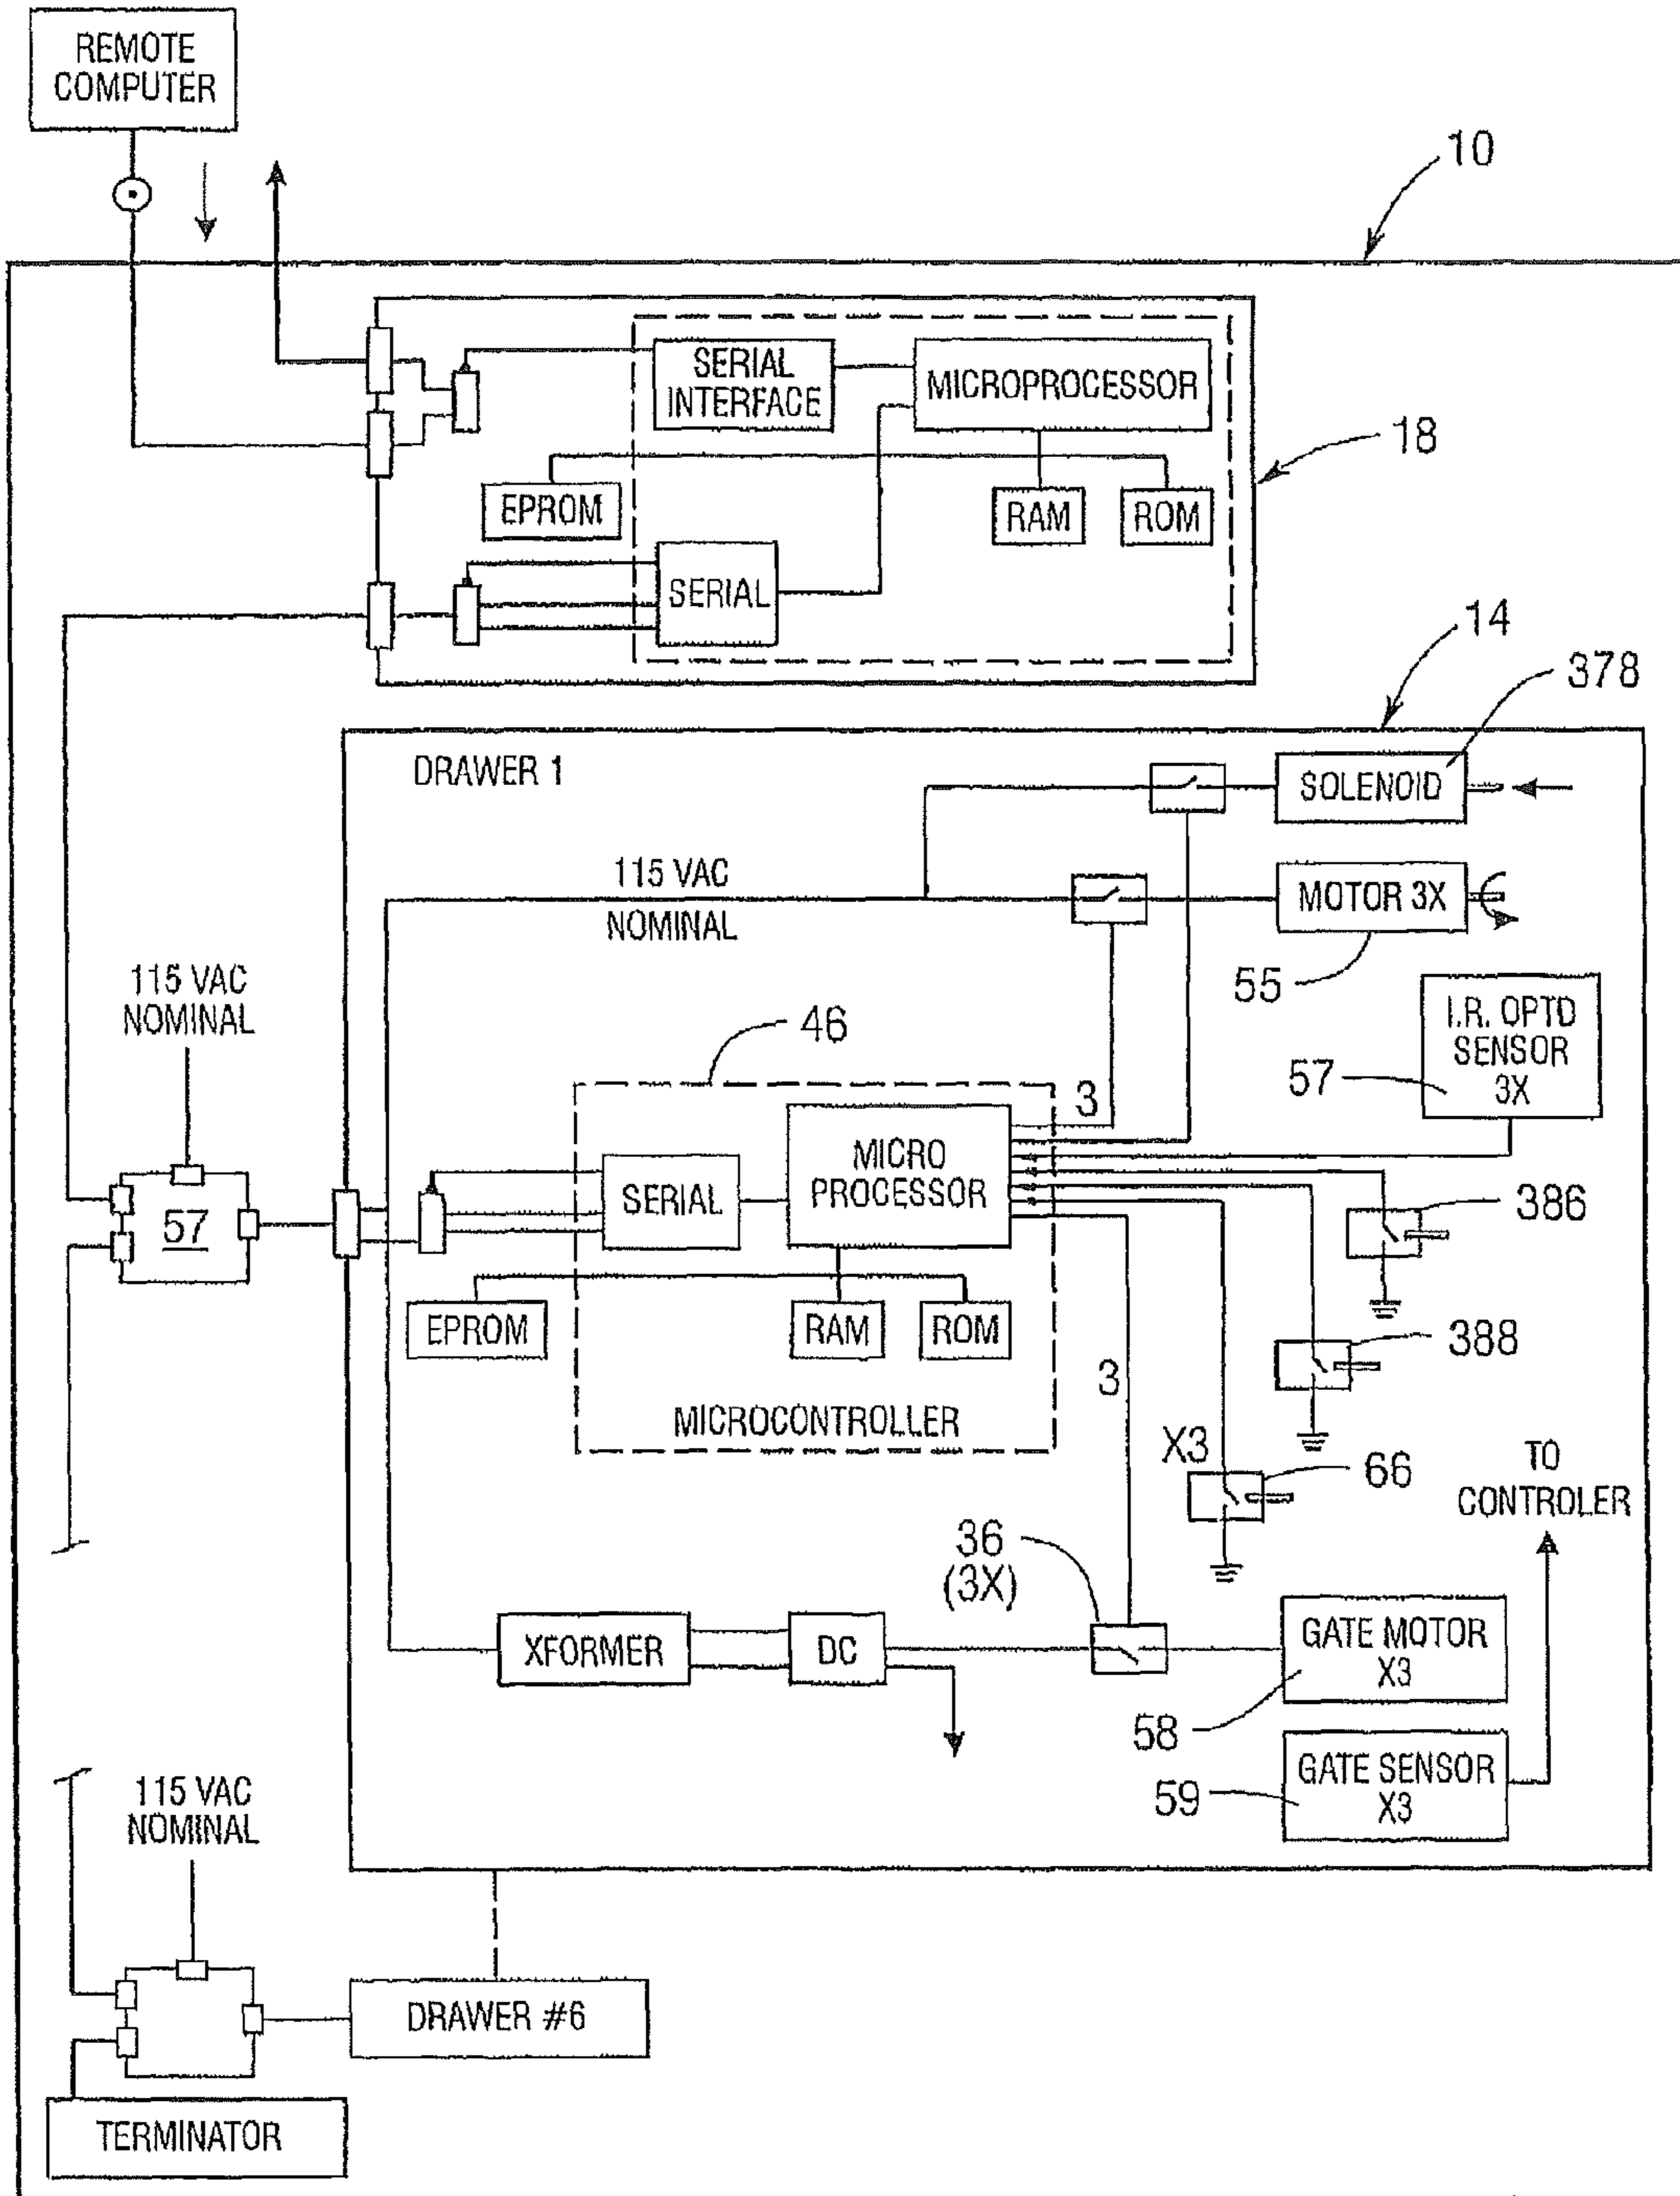 REMOTE
COMPUTER
10
SERIAL
INTERFACE
MICROPROCESSOR
18
EPROM
RAM
ROM
SERIAL
14
378
DRAWER 1
SOLENOID
115 VAC
NOMINAL
MOTOR 3X
55
115 VAC
NOMINAL
46
I.R. OPTD
SENSOR
3X
57
3
MICRO
PROCESSOR
SERIAL
57
386
EPROM
RAM
ROM
388
3
MICROCONTROLLER
X3
66
TO
CONTROLER
36
(3X)
XFORMER
DC
GATE MOTOR
X3
58
GATE SENSOR
X3
59
115 VAC
NOMINAL
DRAWER #6
TERMINATOR